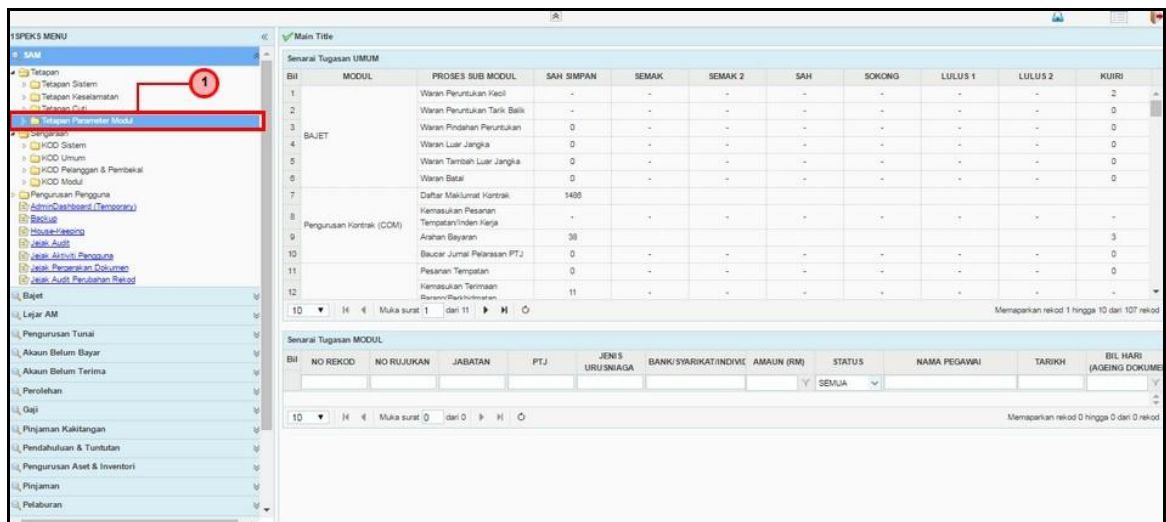 1SPEKS MENU
SAM
Tetapan
Tetapan Sistem
Tetapan Keselamatan
Tetapan Cuti
Tetapan Parameter Modul
1
Senggaraan
KOD Sistem
KOD Umum
KOD Pelanggan & Pembekal
KOD Modul
Pengurusan Pengguna
AdminDashboard (Temporary)
Backup
House-Keeping
Jejak Audit
Jejak Aktiviti Pengguna
Jejak Pergerakan Dokumen
Jejak Audit Perubahan Rekod
Bajet
Lejar AM
Pengurusan Tunai
Akaun Belum Bayar
Akaun Belum Terima
Perolehan
Gaji
Pinjaman Kakitangan
Pendahuluan & Tuntutan
Pengurusan Aset & Inventori
Pinjaman
Pelaburan
Main Title
Senarai Tugasan UMUM
Bil MODUL PROSES SUB MODUL SAH SIMPAN SEMAK SEMAK 2 SAH SOKONG LULUS 1 LULUS 2 KUIRI
1 Waran Peruntukan Kecil - - - - - - - 2
2 Waran Peruntukan Tarik Balik - - - - - - - 0
BAJET
3 Waran Pindahan Peruntukan 0 - - - - - - 0
4 Waran Luar Jangka 0 - - - - - - 0
5 Waran Tambah Luar Jangka 0 - - - - - - 0
6 Waran Batal 0 - - - - - - 0
7 Daftar Maklumat Kontrak 1486
8 Kemasukan Pesanan
Tempatan/Inden Kerja - - - - - - - -
Pengurusan Kontrak (COM)
9 Arahan Bayaran 38 - - - - - - 3
10 Baucar Jurnal Pelarasan PTJ 0 - - - - - - 0
11 Pesanan Tempatan 0 - - - - - - 0
12 Kemasukan Terimaan
Barang/Perkhidmatan 11 - - - - - - -
10 Muka surat 1 dari 11 Memaparkan rekod 1 hingga 10 dari 107 rekod
Senarai Tugasan MODUL
Bil NO REKOD NO RUJUKAN JABATAN PTJ JENIS
URUSNIAGA BANK/SYARIKAT/INDIVID AMAUN (RM) STATUS NAMA PEGAWAI TARIKH BIL HARI
(AGEING DOKUME
SEMUA
10 Muka surat 0 dari 0 Memaparkan rekod 0 hingga 0 dari 0 rekod